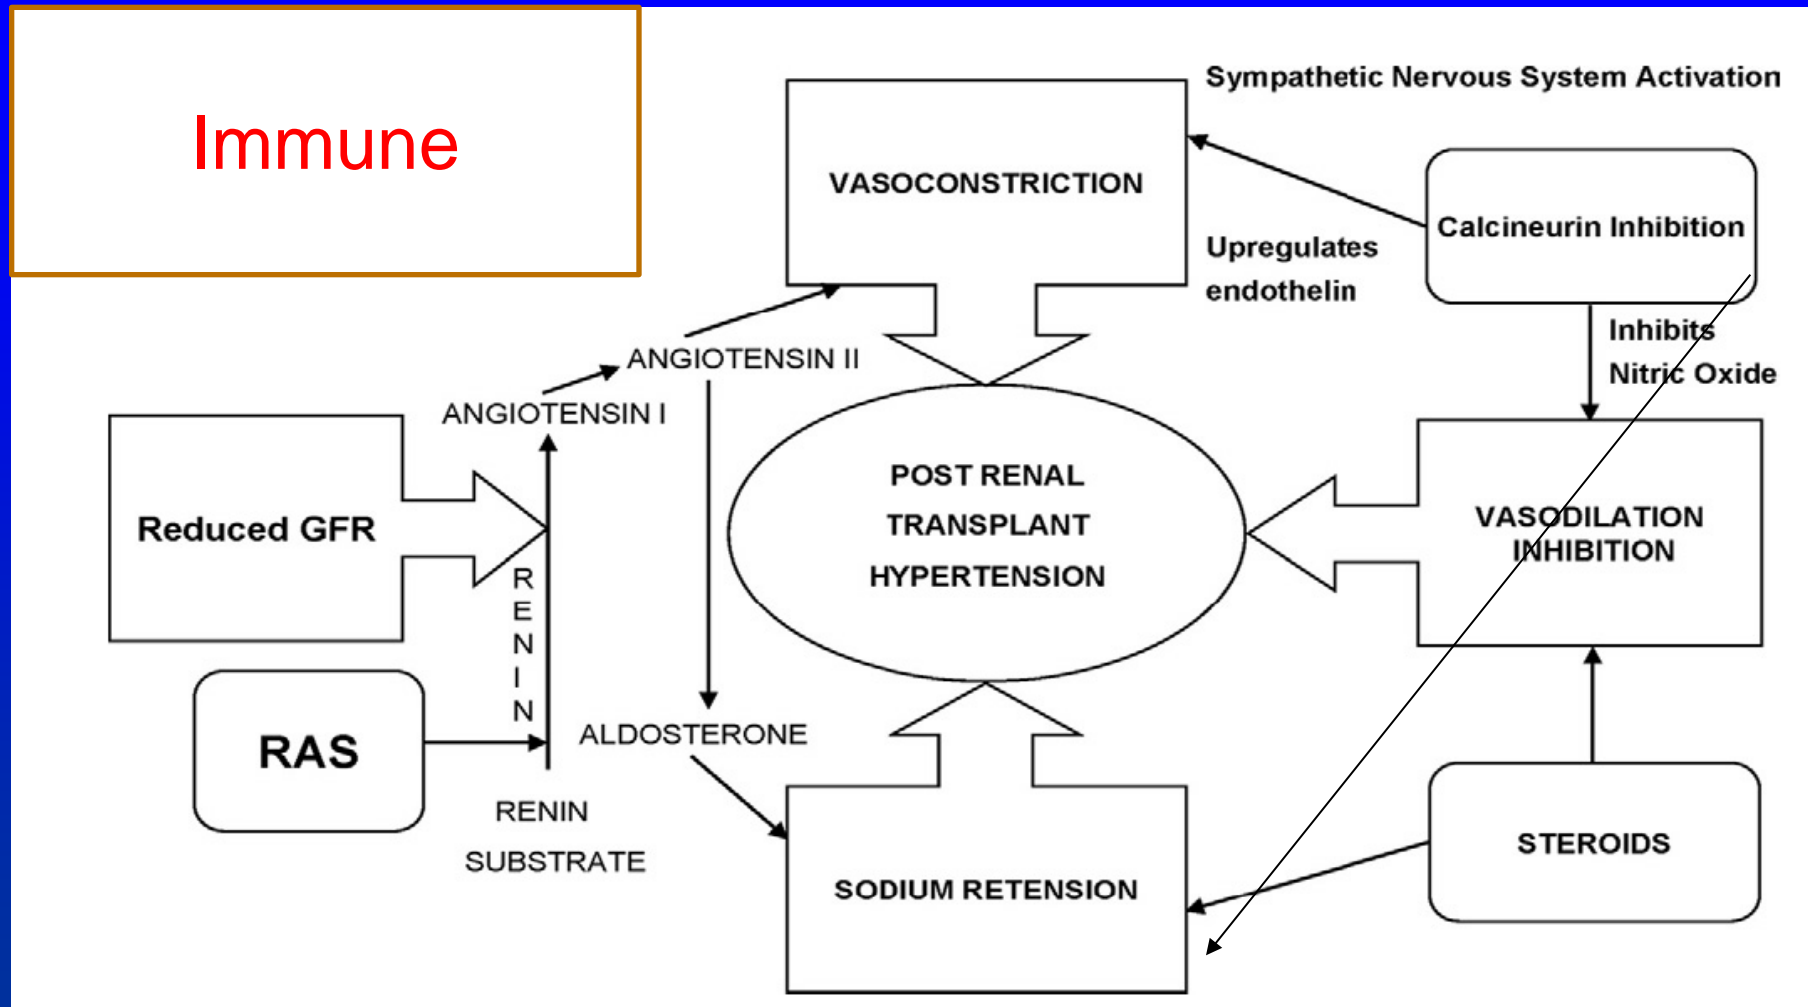 Immune
Sympathetic Nervous System Activation
VASOCONSTRICTION
Calcineurin Inhibition
Upregulates
endothelin
Inhibits
Nitric Oxide
ANGIOTENSIN II
ANGIOTENSIN I
Reduced GFR
RENIN
POST RENAL
TRANSPLANT
HYPERTENSION
VASODILATION
INHIBITION
RAS
ALDOSTERONE
RENIN
SUBSTRATE
SODIUM RETENSION
STEROIDS